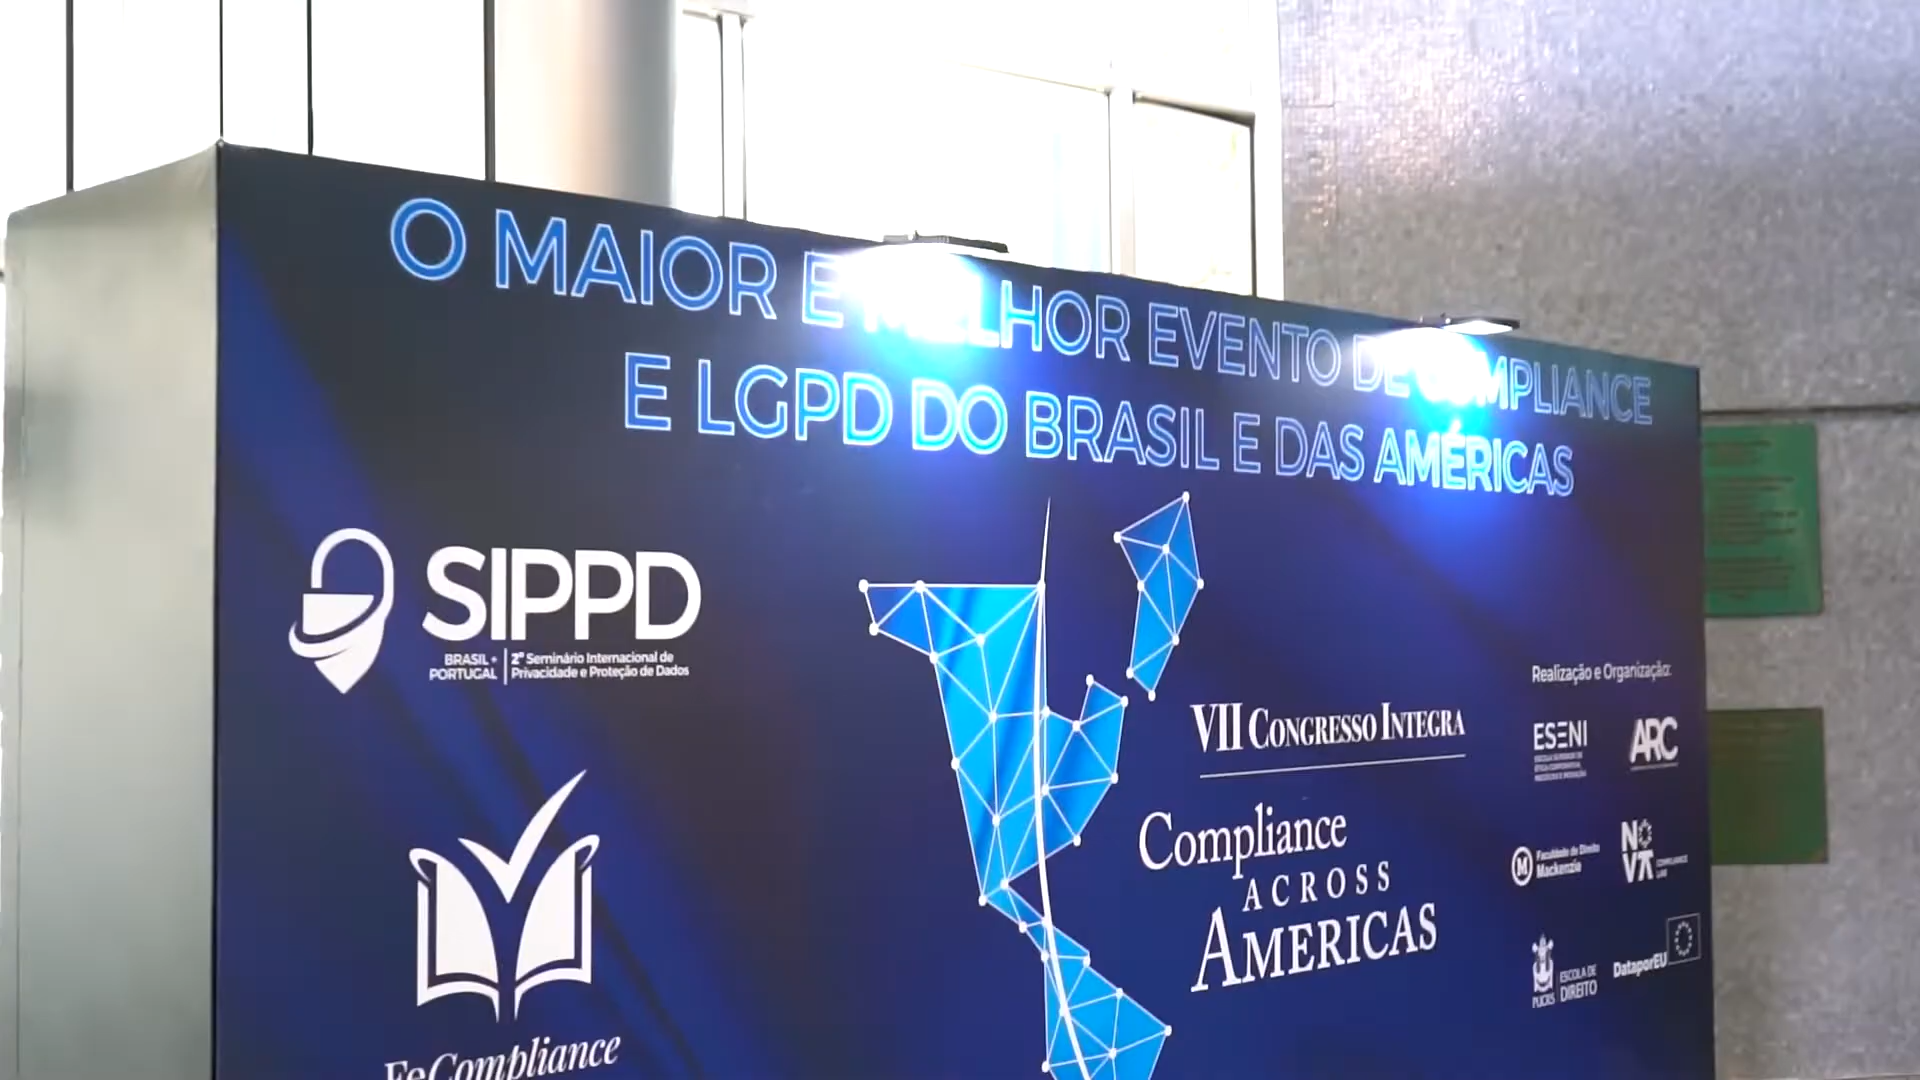 O MAIOR E MELHOR EVENTO DE COMPLIANCE
E LGPD DO BRASIL E DAS AMÉRICAS
SIPPD
BRASIL +
PORTUGAL
2º Seminário Internacional de
Privacidade e Proteção de Dados
FeCompliance
VII CONGRESSO INTEGRA
Compliance
ACROSS
AMERICAS
Realização e Organização:
ESENI
ARC
Faculdade de Direito
Mackenzie
NOVA
COMPLIANCE
LAB
PUCRS
ESCOLA DE
DIREITO
DataporEU